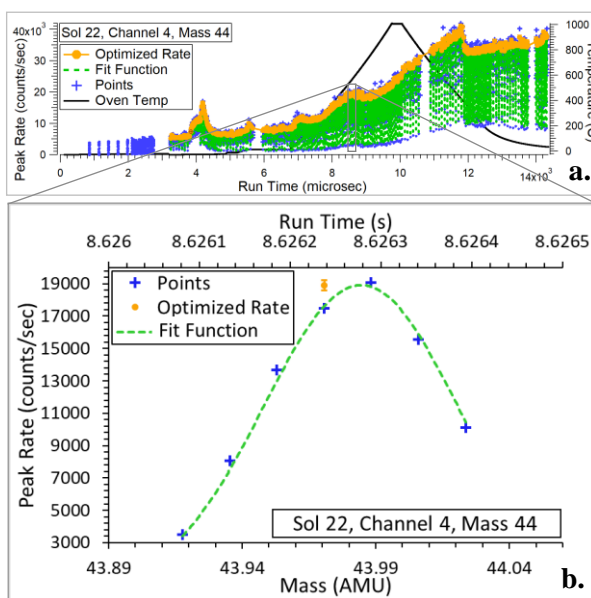 Sol 22, Channel 4, Mass 44
Optimized Rate
Fit Function
Points
Oven Temp
Peak Rate (counts/sec)
40x10³
30
20
10
0
1000
800
600
400
200
0
0 2 4 6 8 10 12 14x10³
Run Time (microsec)
a.
Run Time (s)
8.626 8.6261 8.6262 8.6263 8.6264 8.6265
Points
Optimized Rate
Fit Function
Peak Rate (counts/sec)
19000
17000
15000
13000
11000
9000
7000
5000
3000
Sol 22, Channel 4, Mass 44
43.89 43.94 43.99 44.04
Mass (AMU)
b.